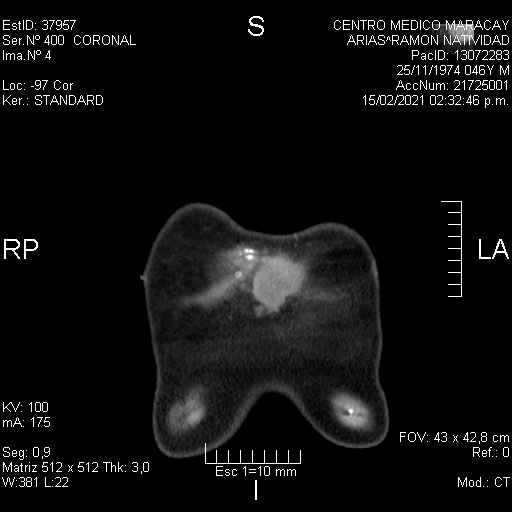 EstID: 37957
Ser.Nº 400  CORONAL
Ima.Nº 4
Loc: -97 Cor
Ker.: STANDARD
S
CENTRO MEDICO MARACAY
ARIAS^RAMON NATIVIDAD
PacID: 13072283
25/11/1974 046Y M
AccNum: 21725001
15/02/2021 02:32:46 p.m.
RP
LA
KV: 100
mA: 175
Seg: 0,9
Matriz 512 x 512 Thk: 3,0
W:381 L:22
Esc 1=10 mm
I
FOV: 43 x 42,8 cm
Ref.: 0
Mod.: CT